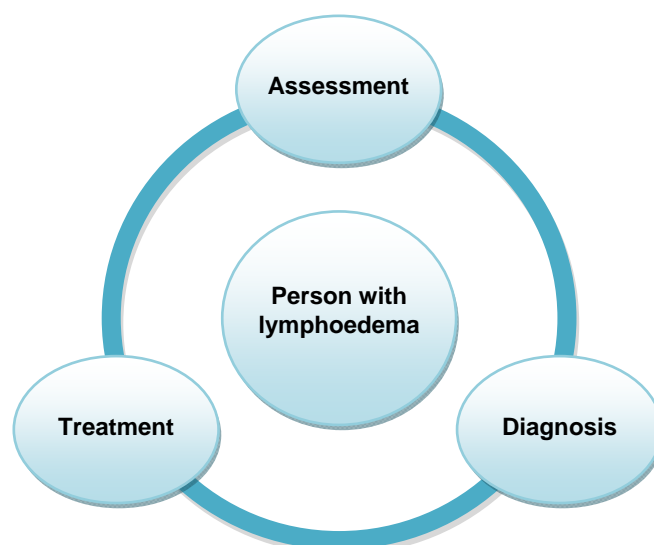 Assessment
Person with
lymphoedema
Treatment
Diagnosis